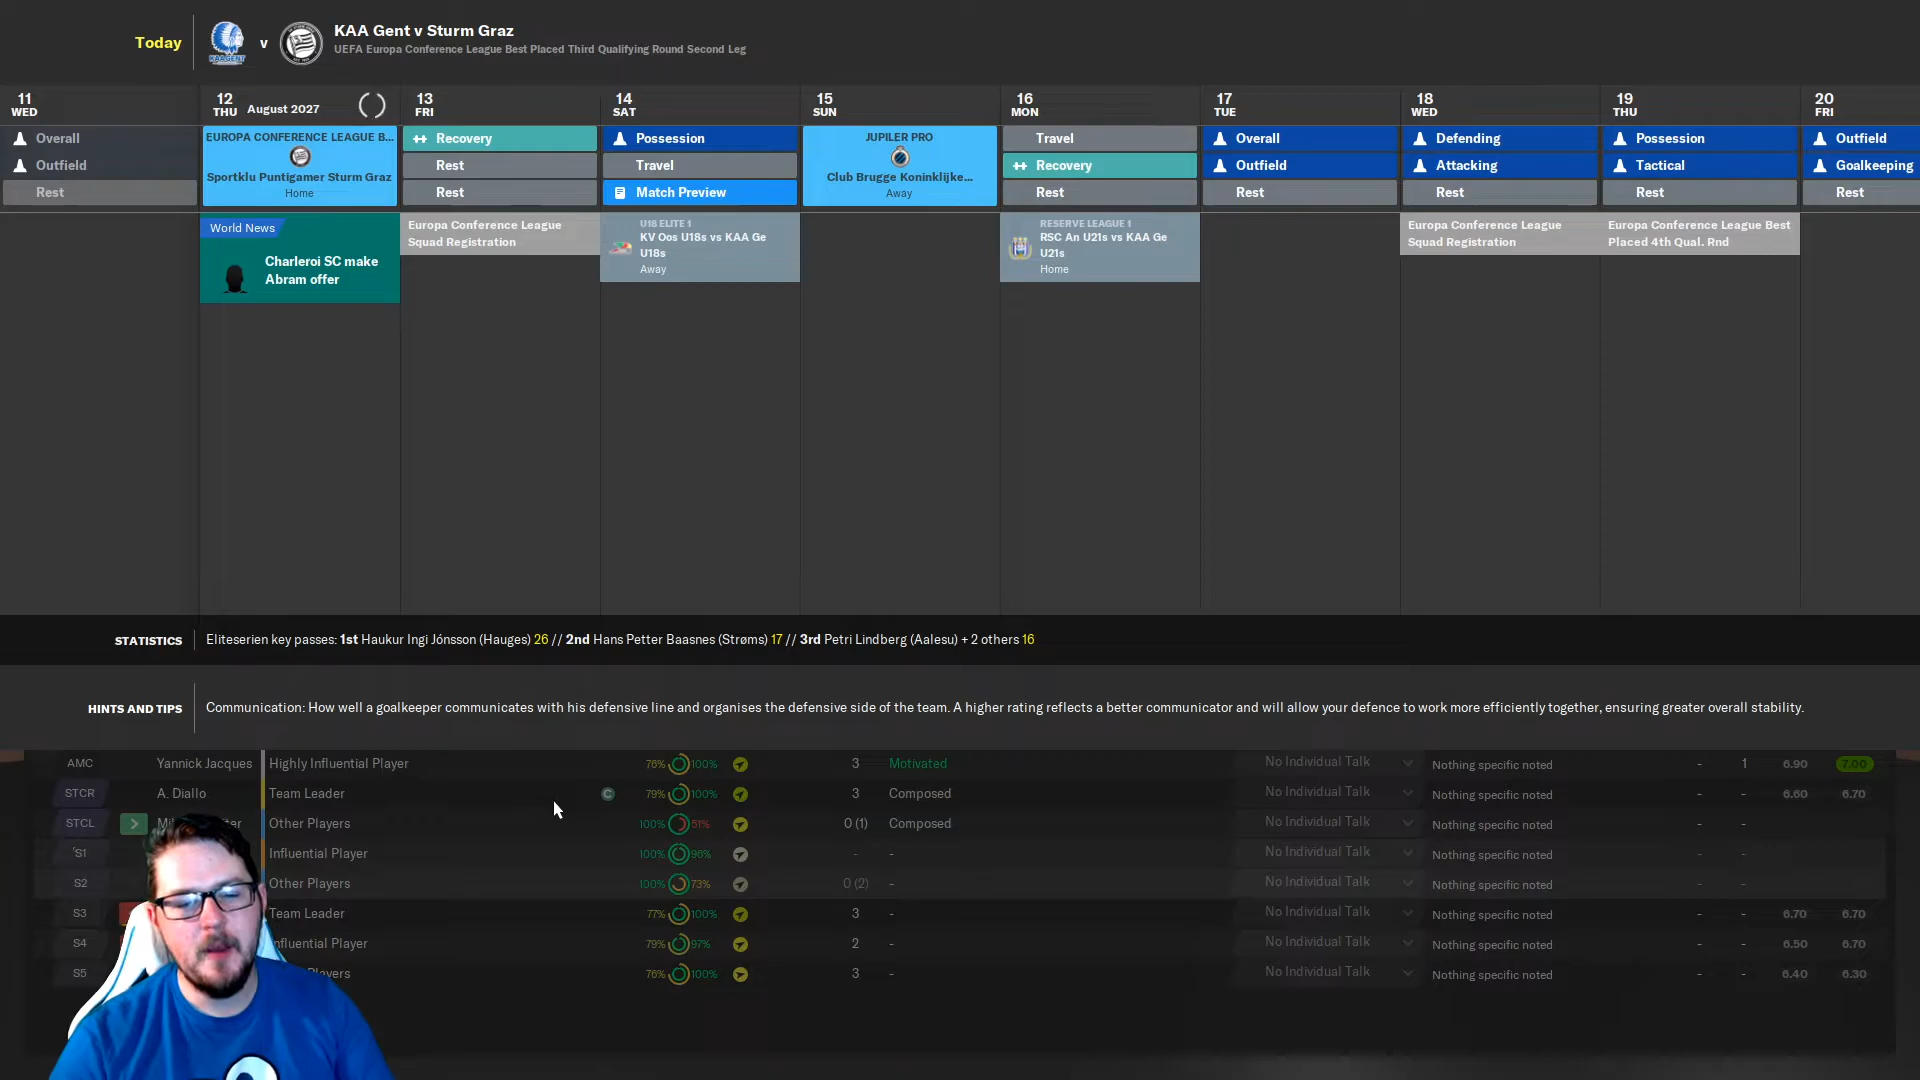 Today
KAA GENT
v
KAA Gent v Sturm Graz
UEFA Europa Conference League Best Placed Third Qualifying Round Second Leg
11
WED
12
THU
August 2027
13
FRI
14
SAT
15
SUN
16
MON
17
TUE
18
WED
19
THU
20
FRI
Overall
Outfield
Rest
EUROPA CONFERENCE LEAGUE B...
Sportklu Puntigamer Sturm Graz
Home
Recovery
Rest
Rest
Possession
Travel
Match Preview
JUPILER PRO
Club Brugge Koninklijke...
Away
Travel
Recovery
Rest
Overall
Outfield
Rest
Defending
Attacking
Rest
Possession
Tactical
Rest
Outfield
Goalkeeping
Rest
World News
Charleroi SC make
Abram offer
Europa Conference League
Squad Registration
U18 ELITE 1
KV Oos U18s vs KAA Ge
U18s
Away
RESERVE LEAGUE 1
RSC An U21s vs KAA Ge
U21s
Home
Europa Conference League
Squad Registration
Europa Conference League Best
Placed 4th Qual. Rnd
STATISTICS
Eliteserien key passes: 1st Haukur Ingi Jónsson (Hauges) 26 // 2nd Hans Petter Baasnes (Strøms) 17 // 3rd Petri Lindberg (Aalesu) + 2 others 16
HINTS AND TIPS
Communication: How well a goalkeeper communicates with his defensive line and organises the defensive side of the team. A higher rating reflects a better communicator and will allow your defence to work more efficiently together, ensuring greater overall stability.
AMC Yannick Jacques Highly Influential Player 76% 100% 3 Motivated No Individual Talk Nothing specific noted - 1 6.90 7.00
STCR A. Diallo Team Leader C 79% 100% 3 Composed No Individual Talk Nothing specific noted - - 6.60 6.70
STCL Other Players 100% 51% 0 (1) Composed No Individual Talk Nothing specific noted - -
S1 Influential Player 100% 96% - - No Individual Talk Nothing specific noted - -
S2 Other Players 100% 73% 0 (2) - No Individual Talk Nothing specific noted - -
S3 Team Leader 77% 100% 3 - No Individual Talk Nothing specific noted - - 6.70 6.70
S4 nfluential Player 79% 97% 2 - No Individual Talk Nothing specific noted - - 6.50 6.70
S5 Players 76% 100% 3 - No Individual Talk Nothing specific noted - - 6.40 6.30